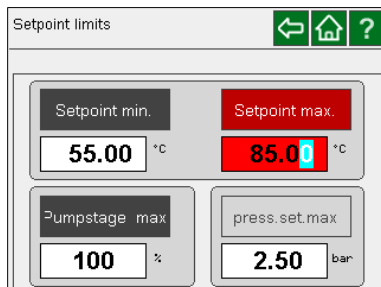 Setpoint limits ?
Setpoint min. Setpoint max.
55.00 °C 85.00 °C
Pumpstage max press.set.max
100 % 2.50 bar